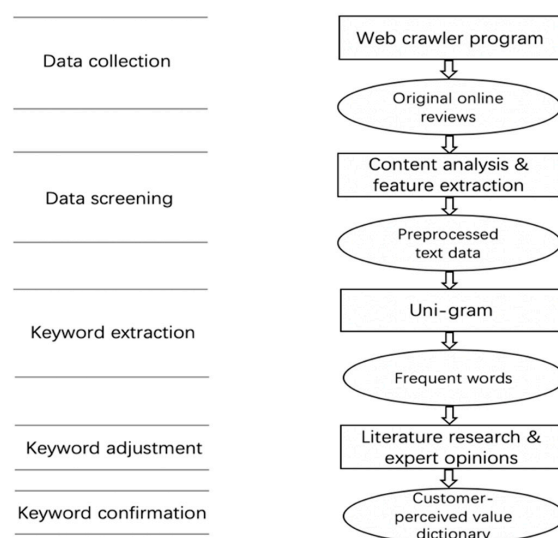 Data collection
Web crawler program
Original online
reviews
Data screening
Content analysis &
feature extraction
Preprocessed
text data
Keyword extraction
Uni-gram
Frequent words
Keyword adjustment
Literature research &
expert opinions
Keyword confirmation
Customer-
perceived value
dictionary